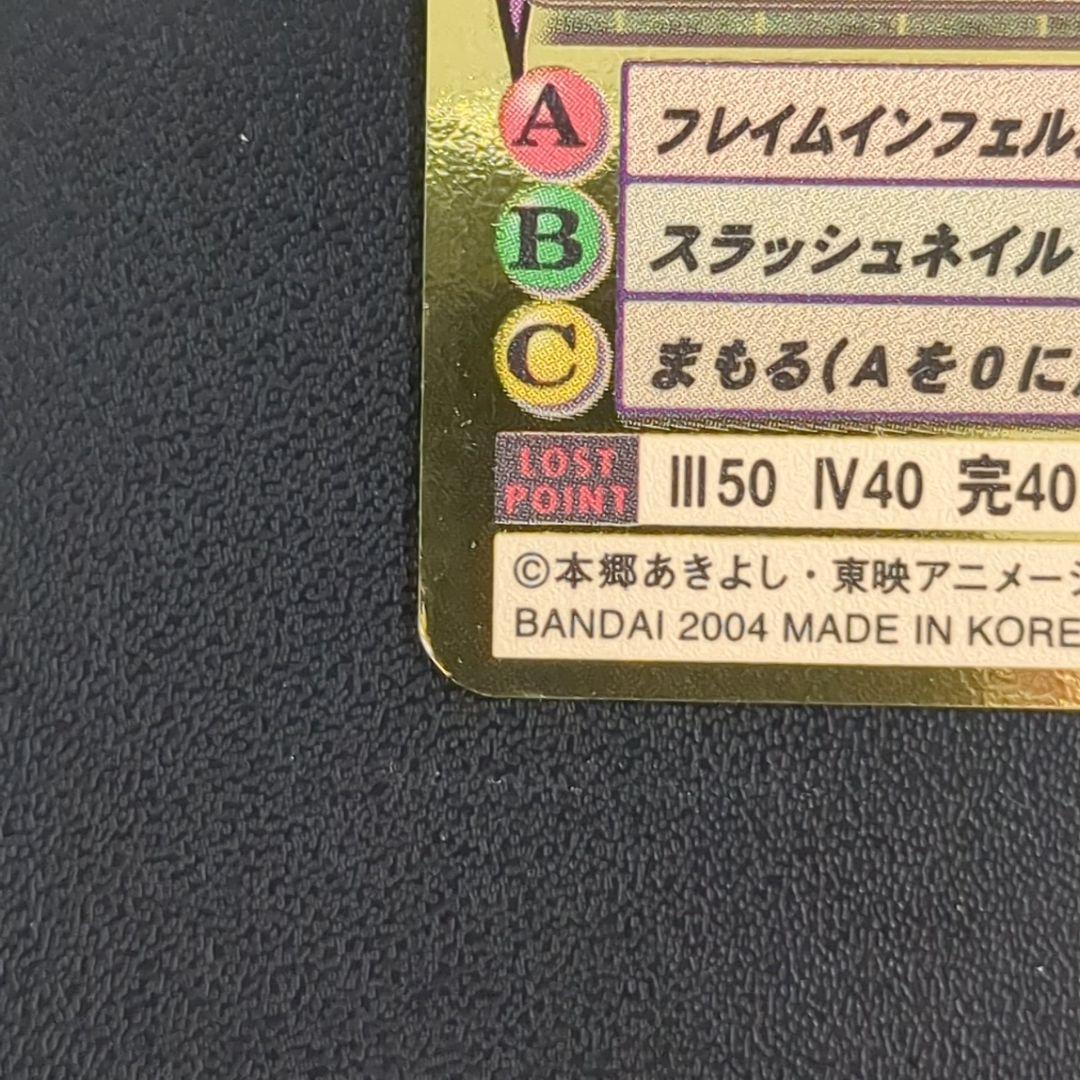 A フレイムインフェル
B スラッシュネイル
C まもる(Aを0に
LOST POINT Ⅲ50 Ⅳ40 完40
©本郷あきよし・東映アニメー
BANDAI 2004 MADE IN KORE